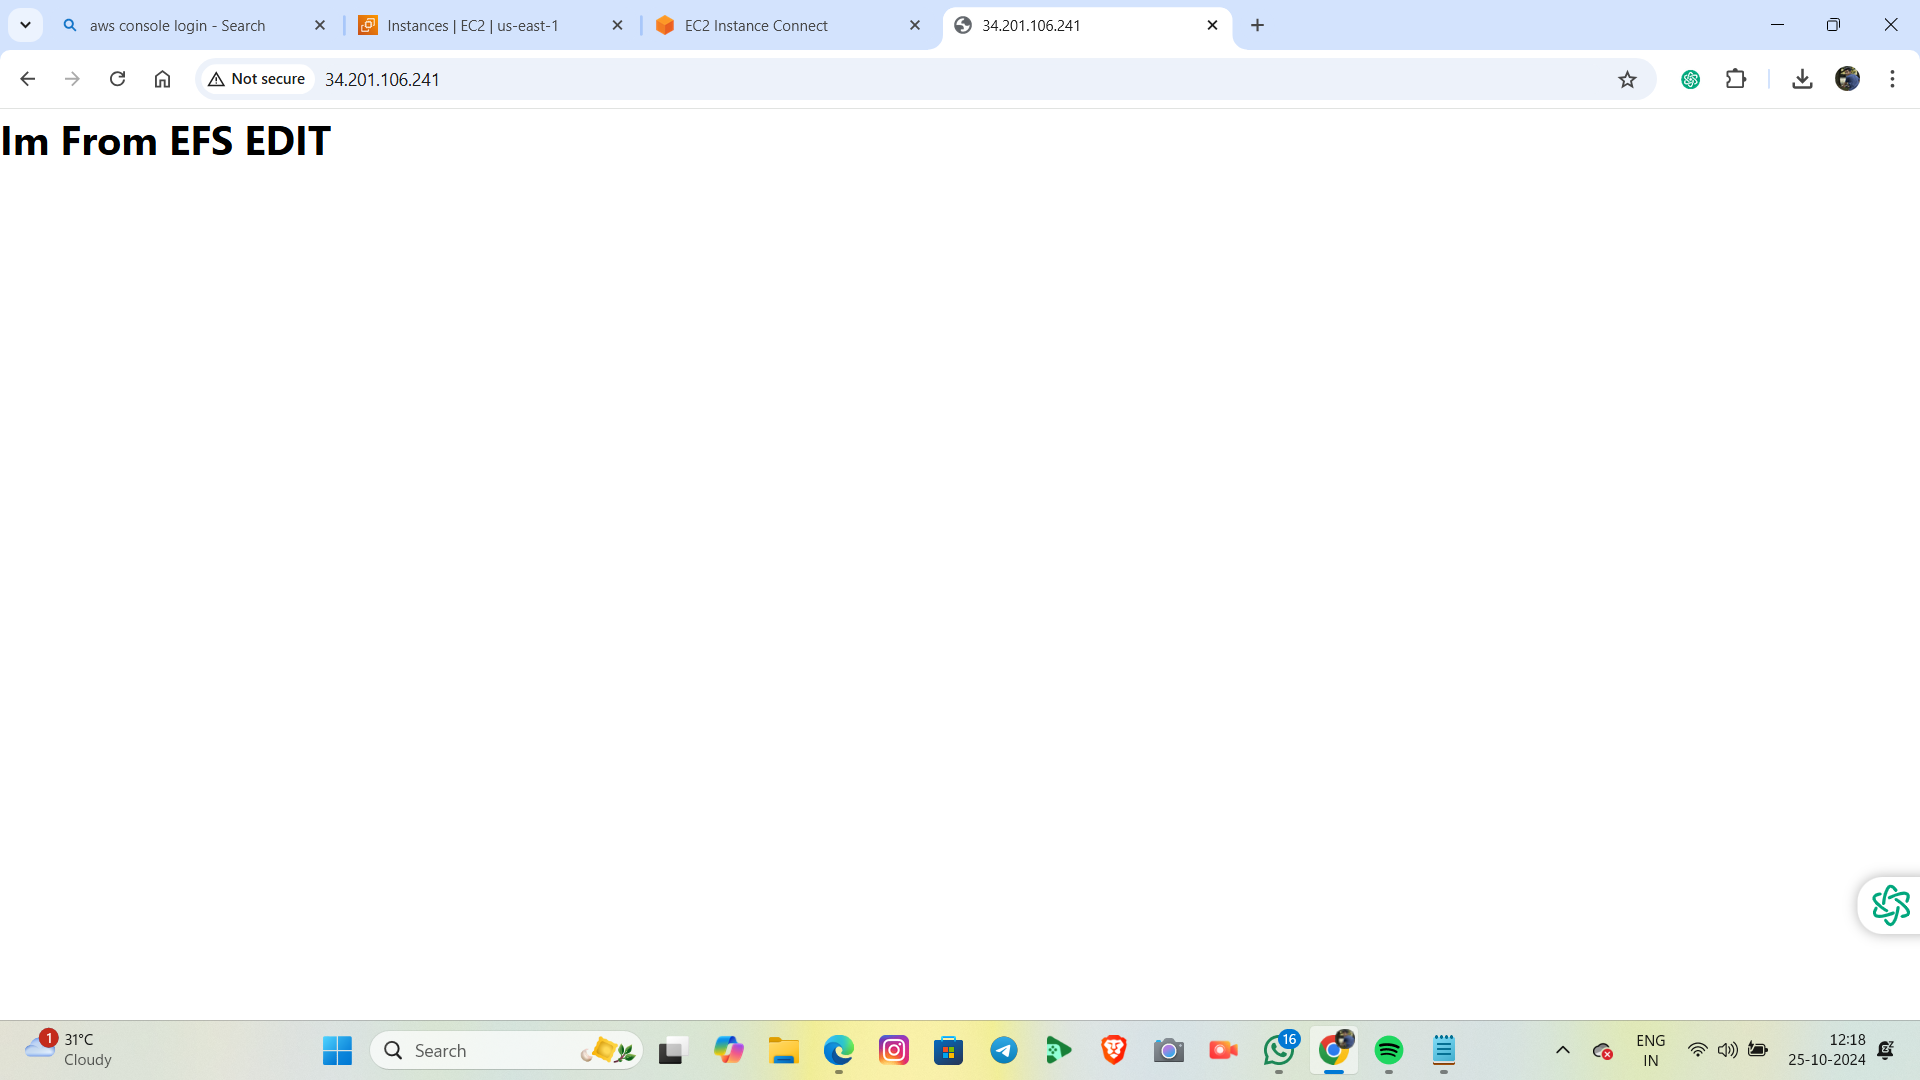 aws console login - Search
Instances | EC2 | us-east-1
EC2 Instance Connect
34.201.106.241
Not secure
34.201.106.241
Im From EFS EDIT
1
31°C
Cloudy
Search
16
ENG
IN
12:18
25-10-2024